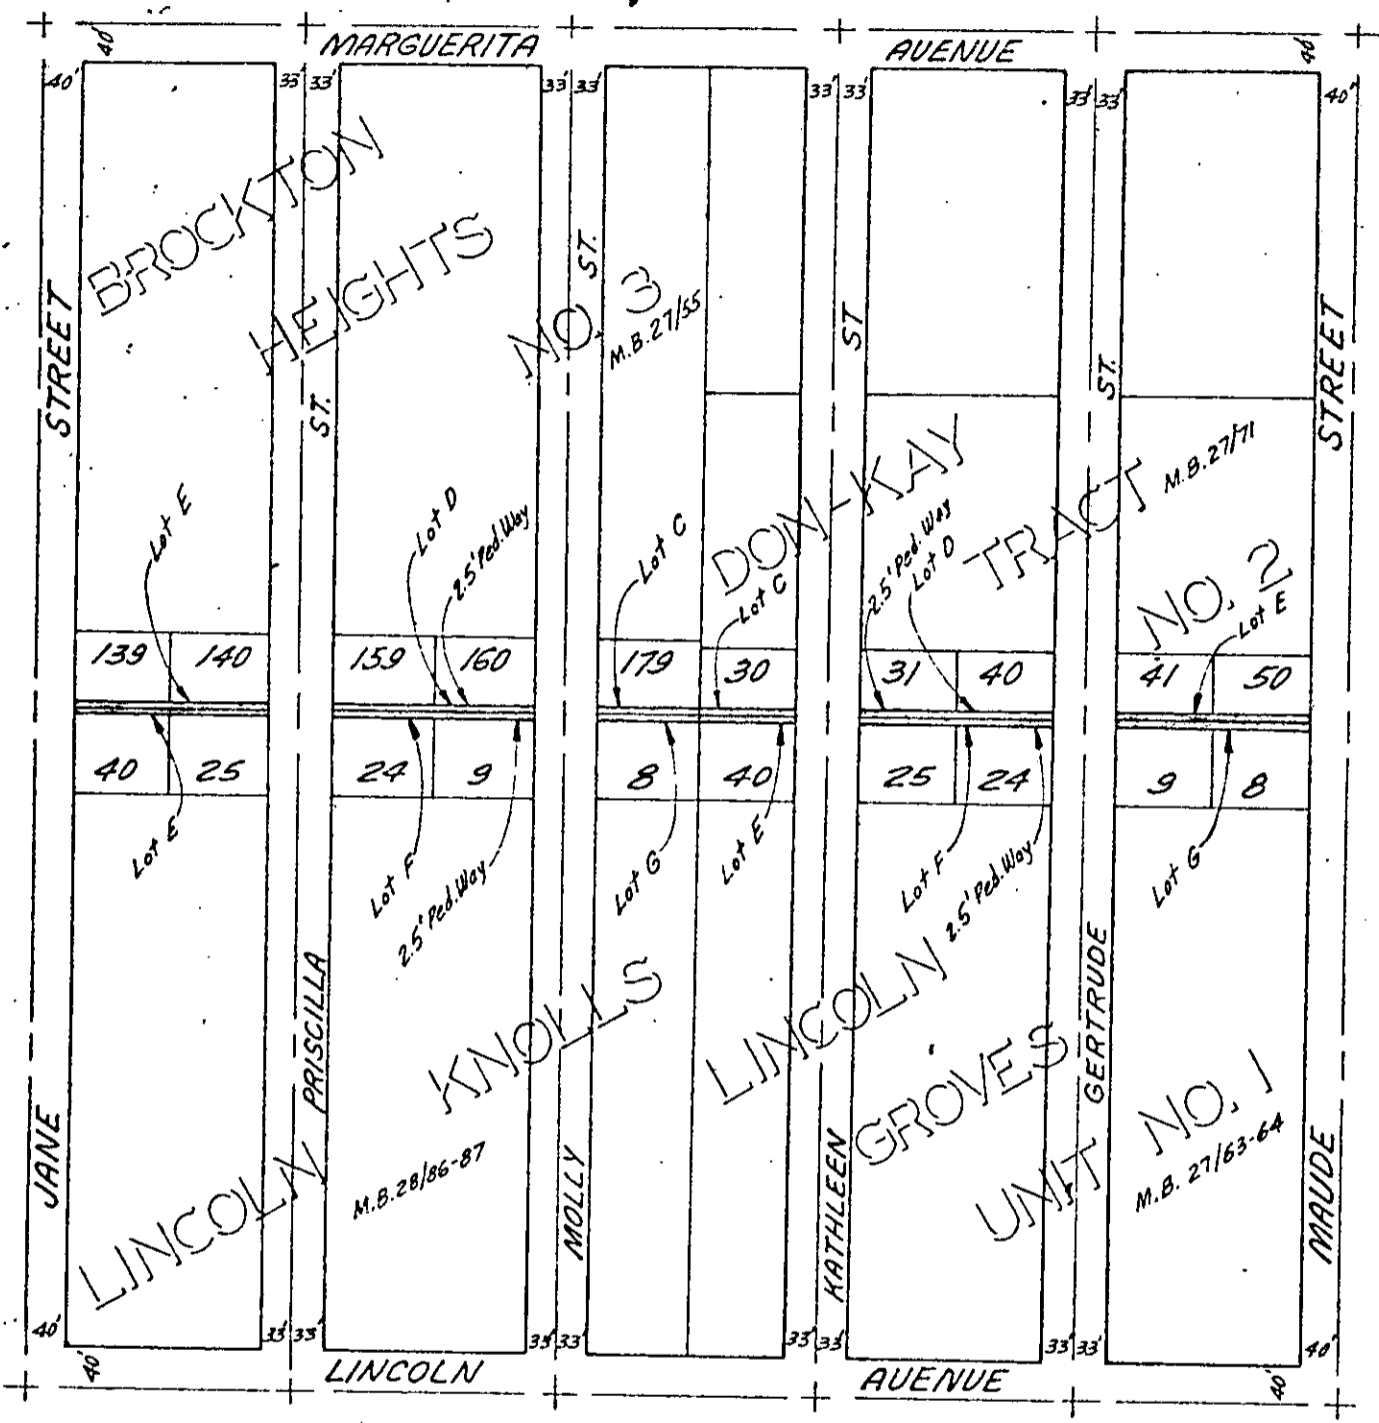 MARGUERITA AVENUE
40' 40' 33' 33' 33' 33' 33' 33' 33' 33' 40' 40'
BROCKTON
HEIGHTS
NO. 3
M.B. 27/55
STREET
ST.
ST.
ST
ST.
STREET
DON-KAY
TRACT
NO. 2
M.B. 27/71
Lot E
Lot D
2.5' Ped. Way
Lot C
Lot C
2.5' Ped. Way
Lot D
Lot E
139 140 159 160 179 30 31 40 41 50
40 25 24 9 8 40 25 24 9 8
Lot E
Lot F
2.5' Ped. Way
Lot G
Lot E
Lot F
2.5' Ped. Way
Lot G
JANE
PRISCILLA
MOLLY
KATHLEEN
GERTRUDE
MAUDE
LINCOLN
KNOLLS
M.B. 28/86-87
LINCOLN
GROVES
UNIT NO. 1
M.B. 27/63-64
40' 40' 33' 33' 33' 33' 33' 33' 33' 33' 40' 40'
LINCOLN AVENUE